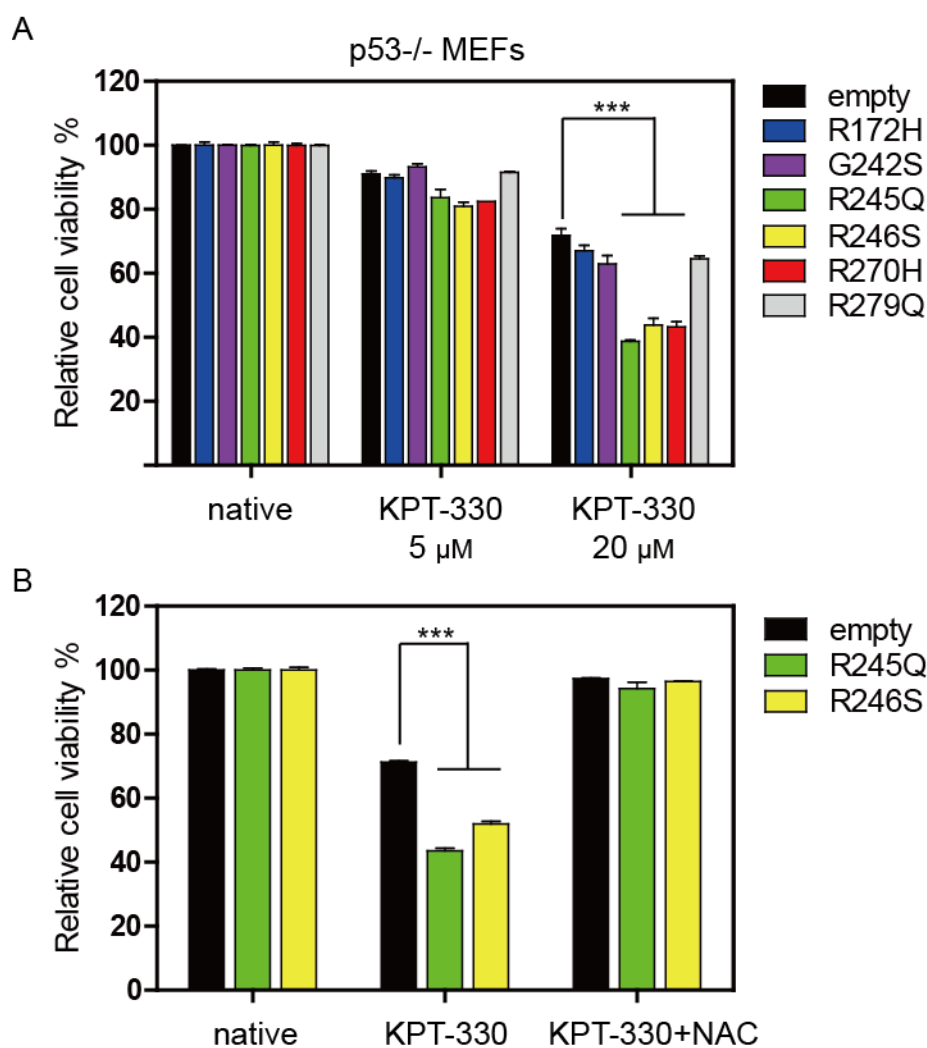 A
p53-/- MEFs
Relative cell viability %
120
100
80
60
40
20
***
empty
R172H
G242S
R245Q
R246S
R270H
R279Q
native
KPT-330
5 μM
KPT-330
20 μM
B
Relative cell viability %
120
100
80
60
40
20
0
***
empty
R245Q
R246S
native
KPT-330
KPT-330+NAC